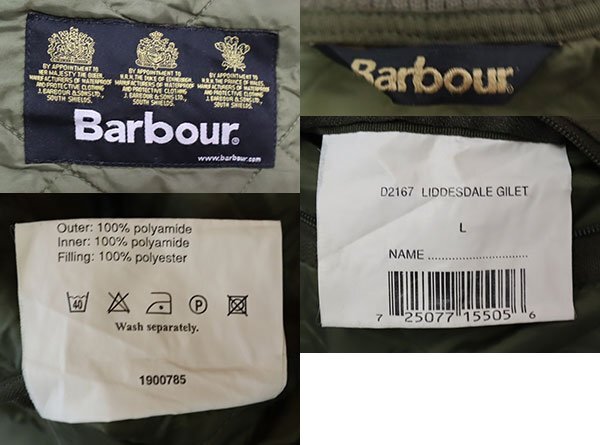 BY APPOINTMENT TO
HER MAJESTY THE QUEEN
MANUFACTURERS OF WATERPROOF
AND PROTECTIVE CLOTHING
J. BARBOUR & SONS LTD.,
SOUTH SHIELDS.
BY APPOINTMENT TO
H.R.H. THE DUKE OF EDINBURGH
MANUFACTURERS OF WATERPROOF
AND PROTECTIVE CLOTHING
J. BARBOUR & SONS LTD.,
SOUTH SHIELDS.
BY APPOINTMENT TO
H.R.H. THE PRINCE OF WALES
MANUFACTURERS OF WATERPROOF
AND PROTECTIVE CLOTHING
J. BARBOUR & SONS LTD.,
SOUTH SHIELDS.
Barbour®
www.barbour.com
Barbour®
Outer: 100% polyamide
Inner: 100% polyamide
Filling: 100% polyester
40
P
Wash separately.
1900785
D2167 LIDDESDALE GILET
L
NAME ..............................
7 25077 15505 6